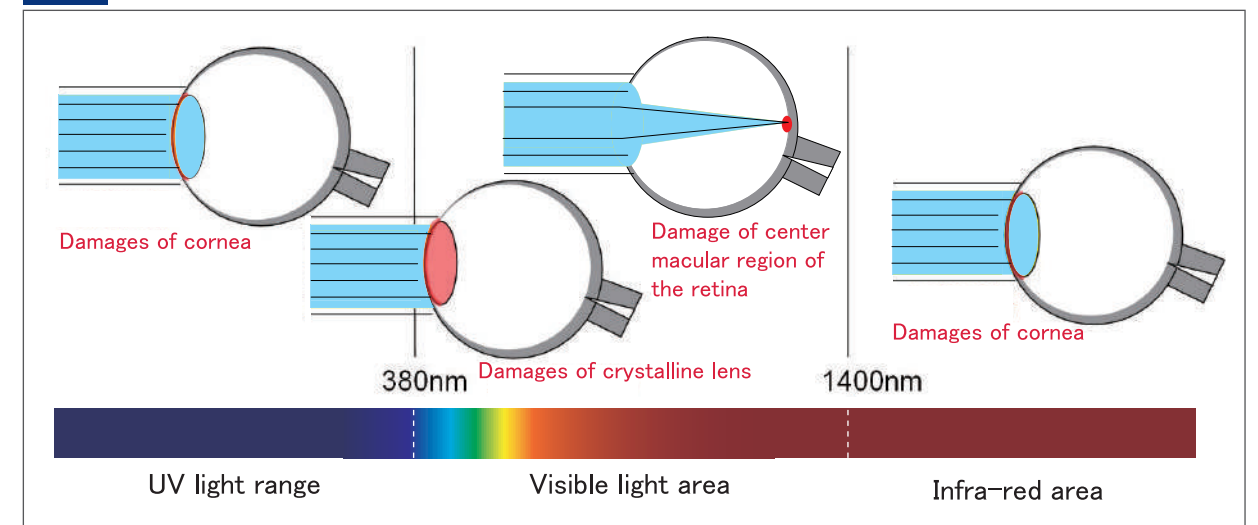 Damages of cornea
Damage of center
macular region of
the retina
Damages of cornea
Damages of crystalline lens
380nm
1400nm
UV light range
Visible light area
Infra-red area